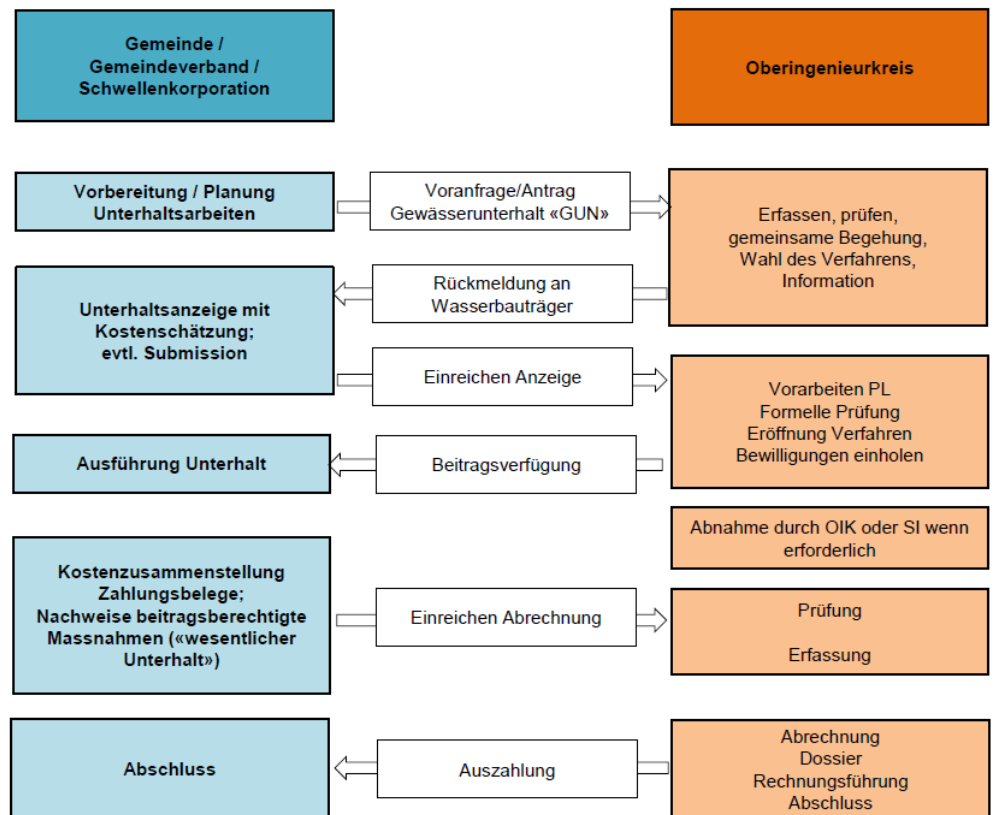 Gemeinde /
Gemeindeverband /
Schwellenkorporation
Oberingenieurkreis
Vorbereitung / Planung
Unterhaltsarbeiten
Voranfrage/Antrag
Gewässerunterhalt «GUN»
Erfassen, prüfen,
gemeinsame Begehung,
Wahl des Verfahrens,
Information
Rückmeldung an
Wasserbauträger
Unterhaltsanzeige mit
Kostenschätzung;
evtl. Submission
Einreichen Anzeige
Vorarbeiten PL
Formelle Prüfung
Eröffnung Verfahren
Bewilligungen einholen
Ausführung Unterhalt
Beitragsverfügung
Abnahme durch OIK oder SI wenn
erforderlich
Kostenzusammenstellung
Zahlungsbelege;
Nachweise beitragsberechtigte
Massnahmen («wesentlicher
Unterhalt»)
Einreichen Abrechnung
Prüfung
Erfassung
Abschluss
Auszahlung
Abrechnung
Dossier
Rechnungsführung
Abschluss